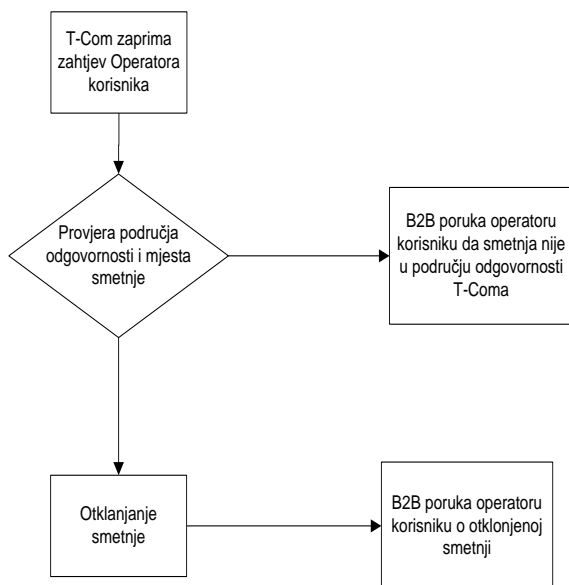 T-Com zaprima
zahtjev Operatora
korisnika
Provjera područja
odgovornosti i mjesta
smetnje
B2B poruka operatoru
korisniku da smetnja nije
u području odgovornosti
T-Coma
Otklanjanje
smetnje
B2B poruka operatoru
korisniku o otklonjenoj
smetnji